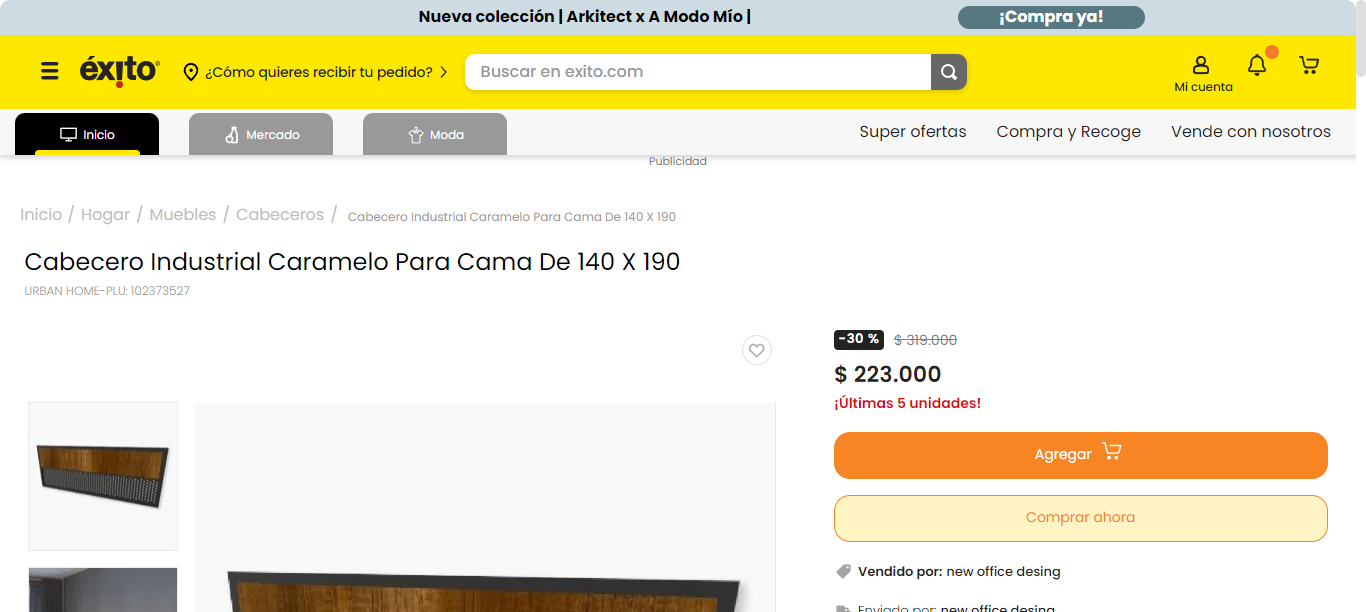 Nueva colección | Arkitect x A Modo Mío |
¡Compra ya!
éxito
¿Cómo quieres recibir tu pedido?
Buscar en exito.com
Mi cuenta
Inicio
Mercado
Moda
Super ofertas
Compra y Recoge
Vende con nosotros
Publicidad
Inicio / Hogar / Muebles / Cabeceros / Cabecero Industrial Caramelo Para Cama De 140 X 190
Cabecero Industrial Caramelo Para Cama De 140 X 190
URBAN HOME-PLU: 102373527
-30 % $ 319.000
$ 223.000
¡Últimas 5 unidades!
Agregar
Comprar ahora
Vendido por: new office desing
Enviado por: new office desing